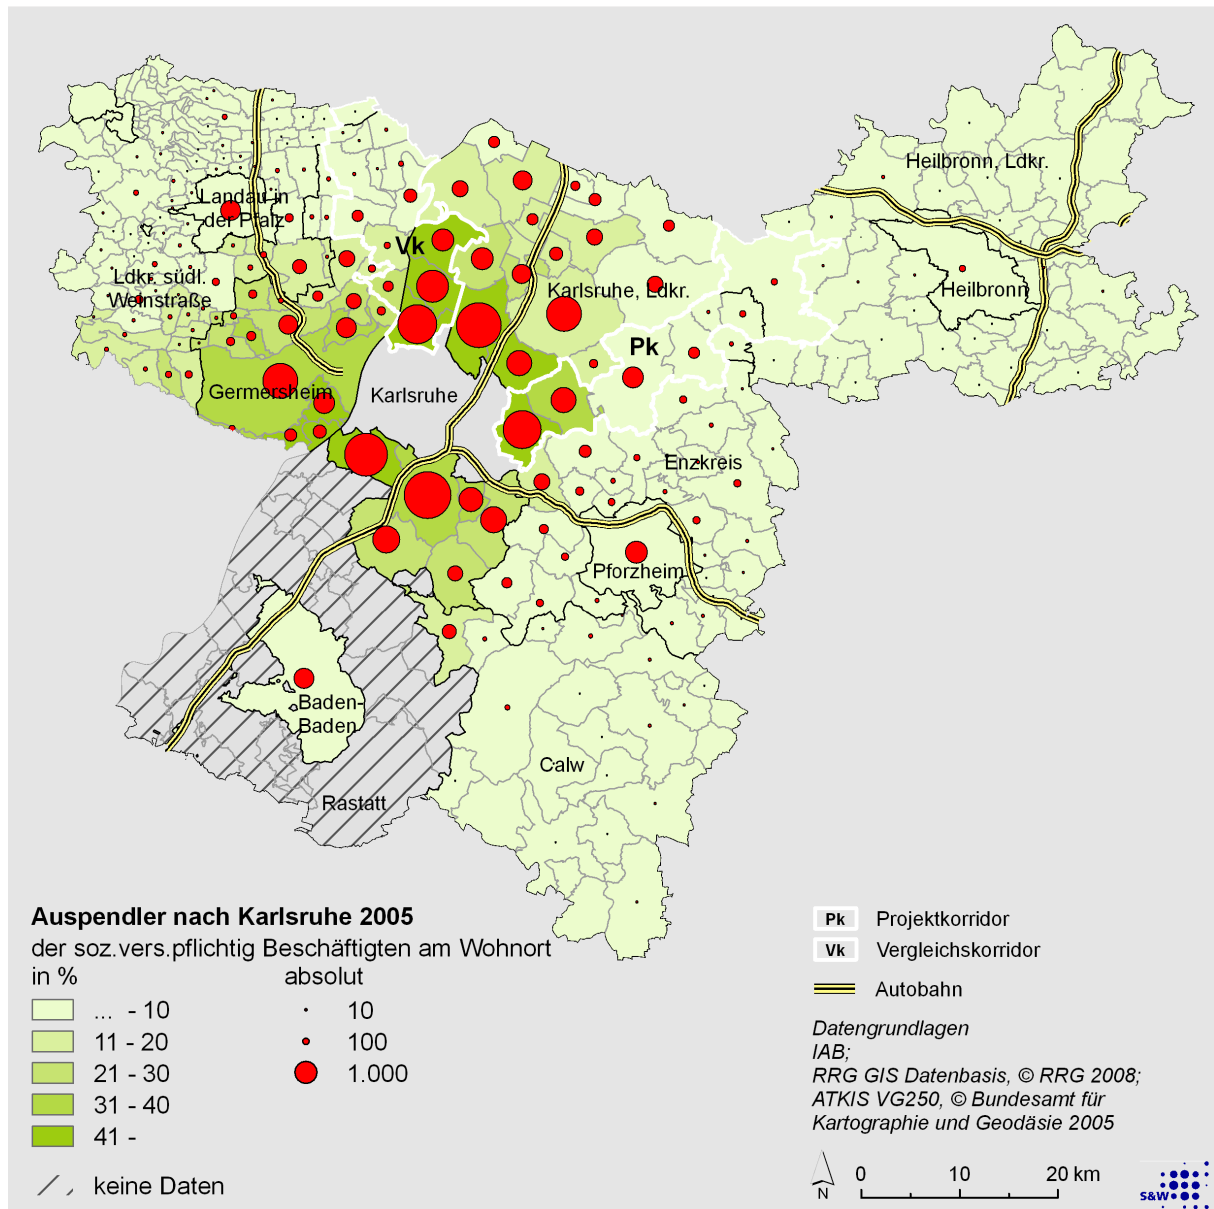 Heilbronn, Ldkr.
Landau in
der Pfalz
Vk
Ldkr. südl.
Weinstraße
Karlsruhe, Ldkr.
Heilbronn
Pk
Germersheim
Karlsruhe
Enzkreis
Pforzheim
Baden-
Baden
Calw
Rastatt
Auspendler nach Karlsruhe 2005
der soz.vers.pflichtig Beschäftigten am Wohnort
in % absolut
... - 10 10
11 - 20 100
21 - 30 1.000
31 - 40
41 -
keine Daten
Pk Projektkorridor
Vk Vergleichskorridor
Autobahn
Datengrundlagen
IAB;
RRG GIS Datenbasis, © RRG 2008;
ATKIS VG250, © Bundesamt für
Kartographie und Geodäsie 2005
N 0 10 20 km
S&W